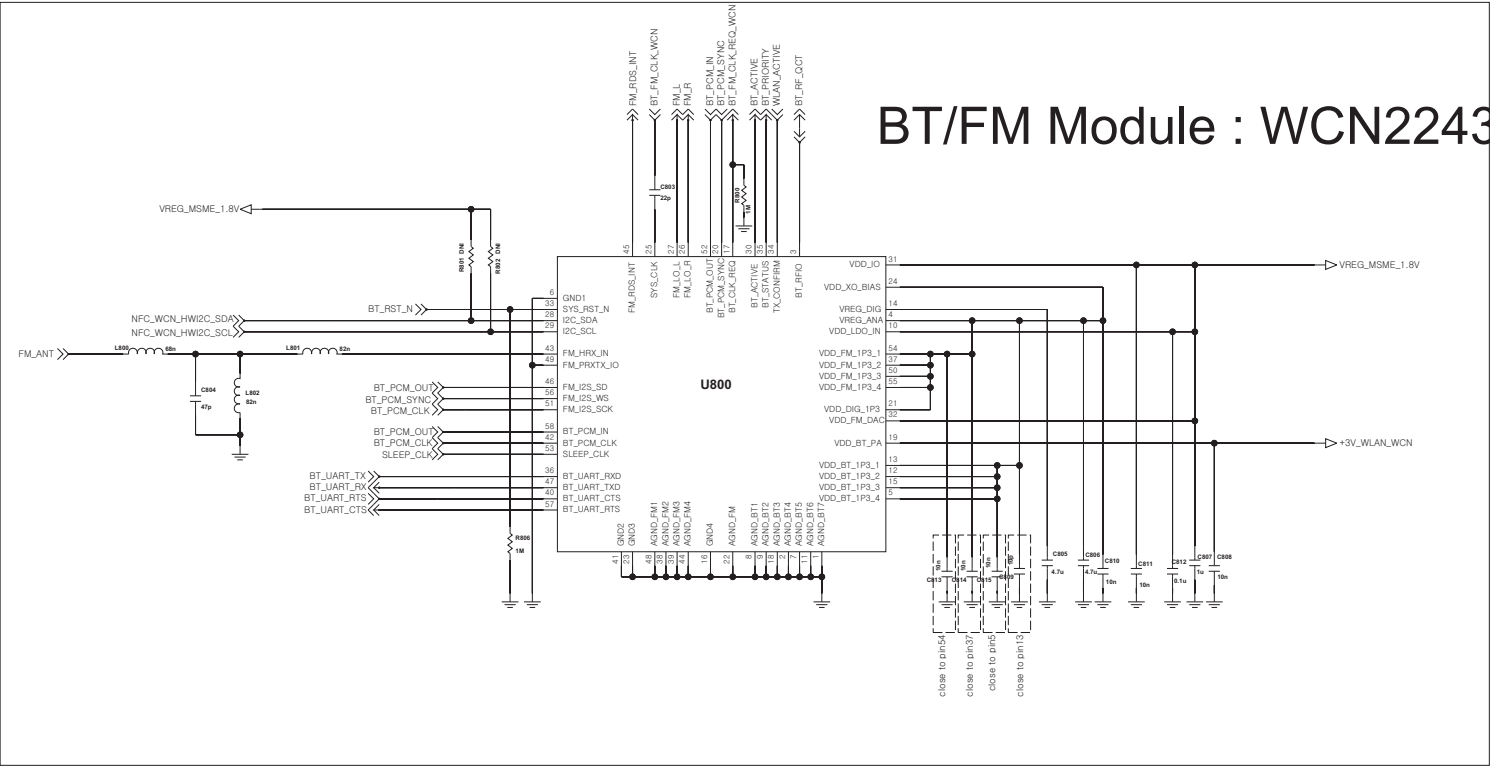 BT/FM Module : WCN2243
FM_RDS_INT
BT_FM_CLK_WCN
FM_L
FM_R
BT_PCM_IN
BT_PCM_SYNC
BT_FM_CLK_REQ_WCN
BT_ACTIVE
BT_PRIORITY
WLAN_ACTIVE
BT_RF_QCT
C803
22p
R800
1M
VREG_MSME_1.8V
R801 DNI
R802 DNI
45
25
27
26
52
20
17
30
35
34
3
FM_RDS_INT
SYS_CLK
FM_LO_L
FM_LO_R
BT_PCM_OUT
BT_PCM_SYNC
BT_CLK_REQ
BT_ACTIVE
BT_STATUS
TX_CONFIRM
BT_RFIO
BT_RST_N
NFC_WCN_HWI2C_SDA
NFC_WCN_HWI2C_SCL
FM_ANT
L800 68n
L801 82n
C804
47p
L802
82n
BT_PCM_OUT
BT_PCM_SYNC
BT_PCM_CLK
BT_PCM_OUT
BT_PCM_CLK
SLEEP_CLK
BT_UART_TX
BT_UART_RX
BT_UART_RTS
BT_UART_CTS
R806
1M
6 GND1
33 SYS_RST_N
28 I2C_SDA
29 I2C_SCL
43 FM_HRX_IN
49 FM_PRXTX_IO
46 FM_I2S_SD
56 FM_I2S_WS
51 FM_I2S_SCK
58 BT_PCM_IN
42 BT_PCM_CLK
53 SLEEP_CLK
36 BT_UART_RXD
47 BT_UART_TXD
40 BT_UART_CTS
57 BT_UART_RTS
U800
VDD_IO 31
VDD_XO_BIAS 24
VREG_DIG 14
VREG_ANA 4
VDD_LDO_IN 10
VDD_FM_1P3_1 54
VDD_FM_1P3_2 37
VDD_FM_1P3_3 50
VDD_FM_1P3_4 55
VDD_DIG_1P3 21
VDD_FM_DAC 32
VDD_BT_PA 19
VDD_BT_1P3_1 13
VDD_BT_1P3_2 12
VDD_BT_1P3_3 15
VDD_BT_1P3_4 5
VREG_MSME_1.8V
+3V_WLAN_WCN
GND2
GND3
AGND_FM1
AGND_FM2
AGND_FM3
AGND_FM4
GND4
AGND_FM
AGND_BT1
AGND_BT2
AGND_BT3
AGND_BT4
AGND_BT5
AGND_BT6
AGND_BT7
41
23
48
38
39
44
16
22
8
9
18
2
7
11
1
10n
C813
10n
C814
10n
C815
C809
C805
4.7u
C806
4.7u
C810
10n
C811
10n
C812
0.1u
C807
1u
C808
10n
close to pin54
close to pin37
close to pin5
close to pin13